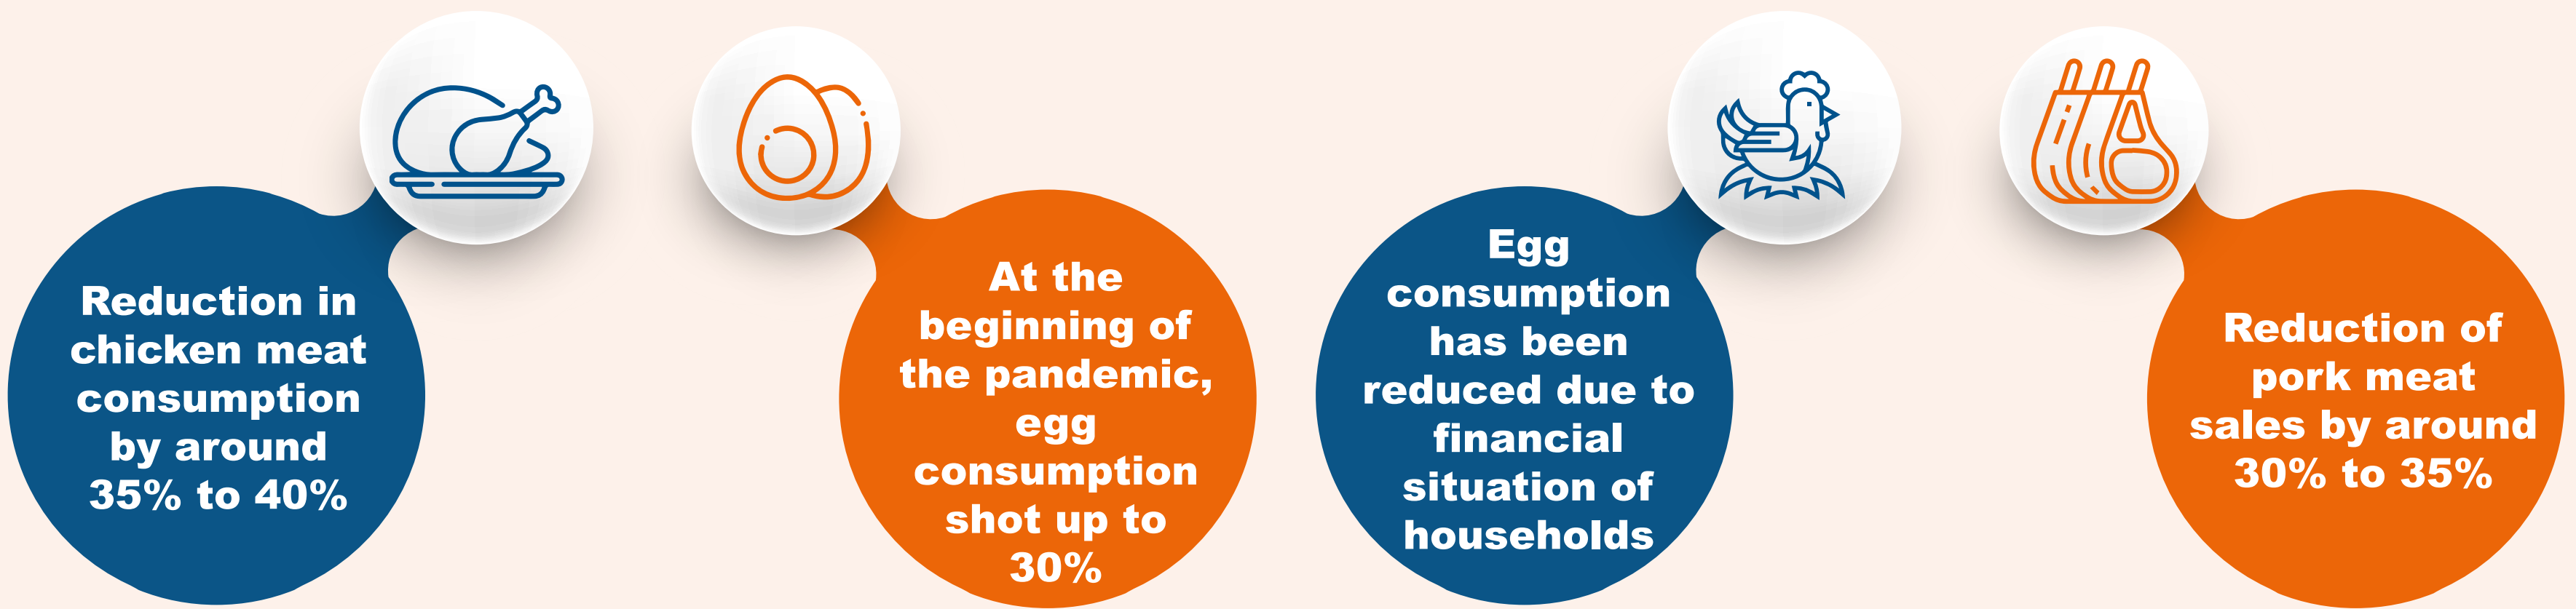 Reduction in
chicken meat
consumption
by around
35% to 40%
At the
beginning of
the pandemic,
egg
consumption
shot up to
30%
Egg
consumption
has been
reduced due to
financial
situation of
households
Reduction of
pork meat
sales by around
30% to 35%